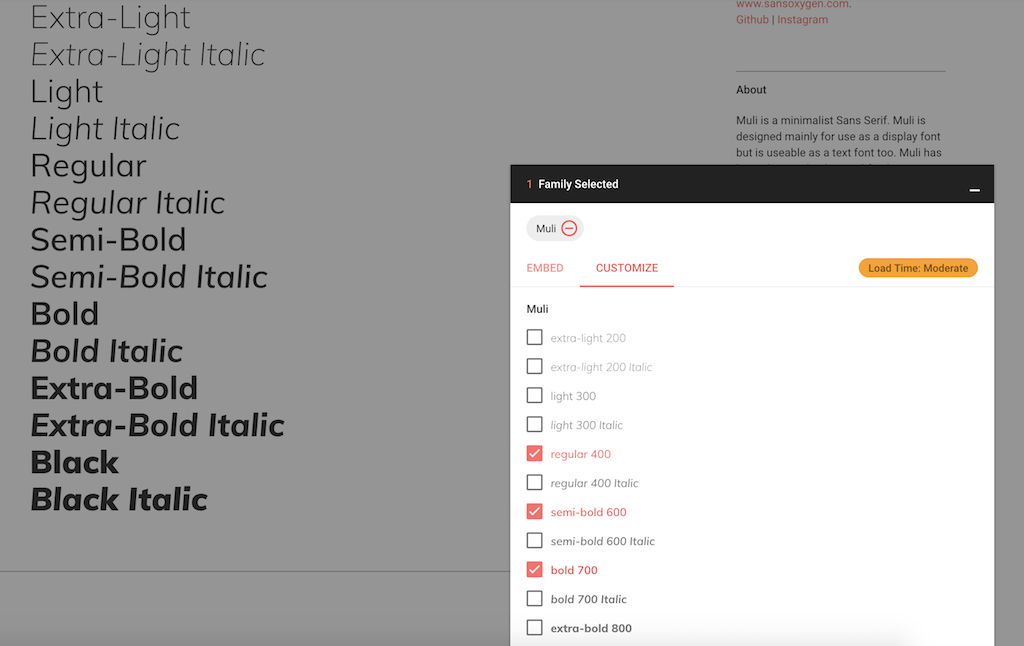 Extra-Light
Extra-Light Italic
Light
Light Italic
Regular
Regular Italic
Semi-Bold
Semi-Bold Italic
Bold
Bold Italic
Extra-Bold
Extra-Bold Italic
Black
Black Italic
www.sansoxygen.com.
Github | Instagram
About
Muli is a minimalist Sans Serif. Muli is
designed mainly for use as a display font
but is useable as a text font too. Muli has
1 Family Selected
Muli
EMBED
CUSTOMIZE
Load Time: Moderate
Muli
extra-light 200
extra-light 200 Italic
light 300
light 300 Italic
regular 400
regular 400 Italic
semi-bold 600
semi-bold 600 Italic
bold 700
bold 700 Italic
extra-bold 800